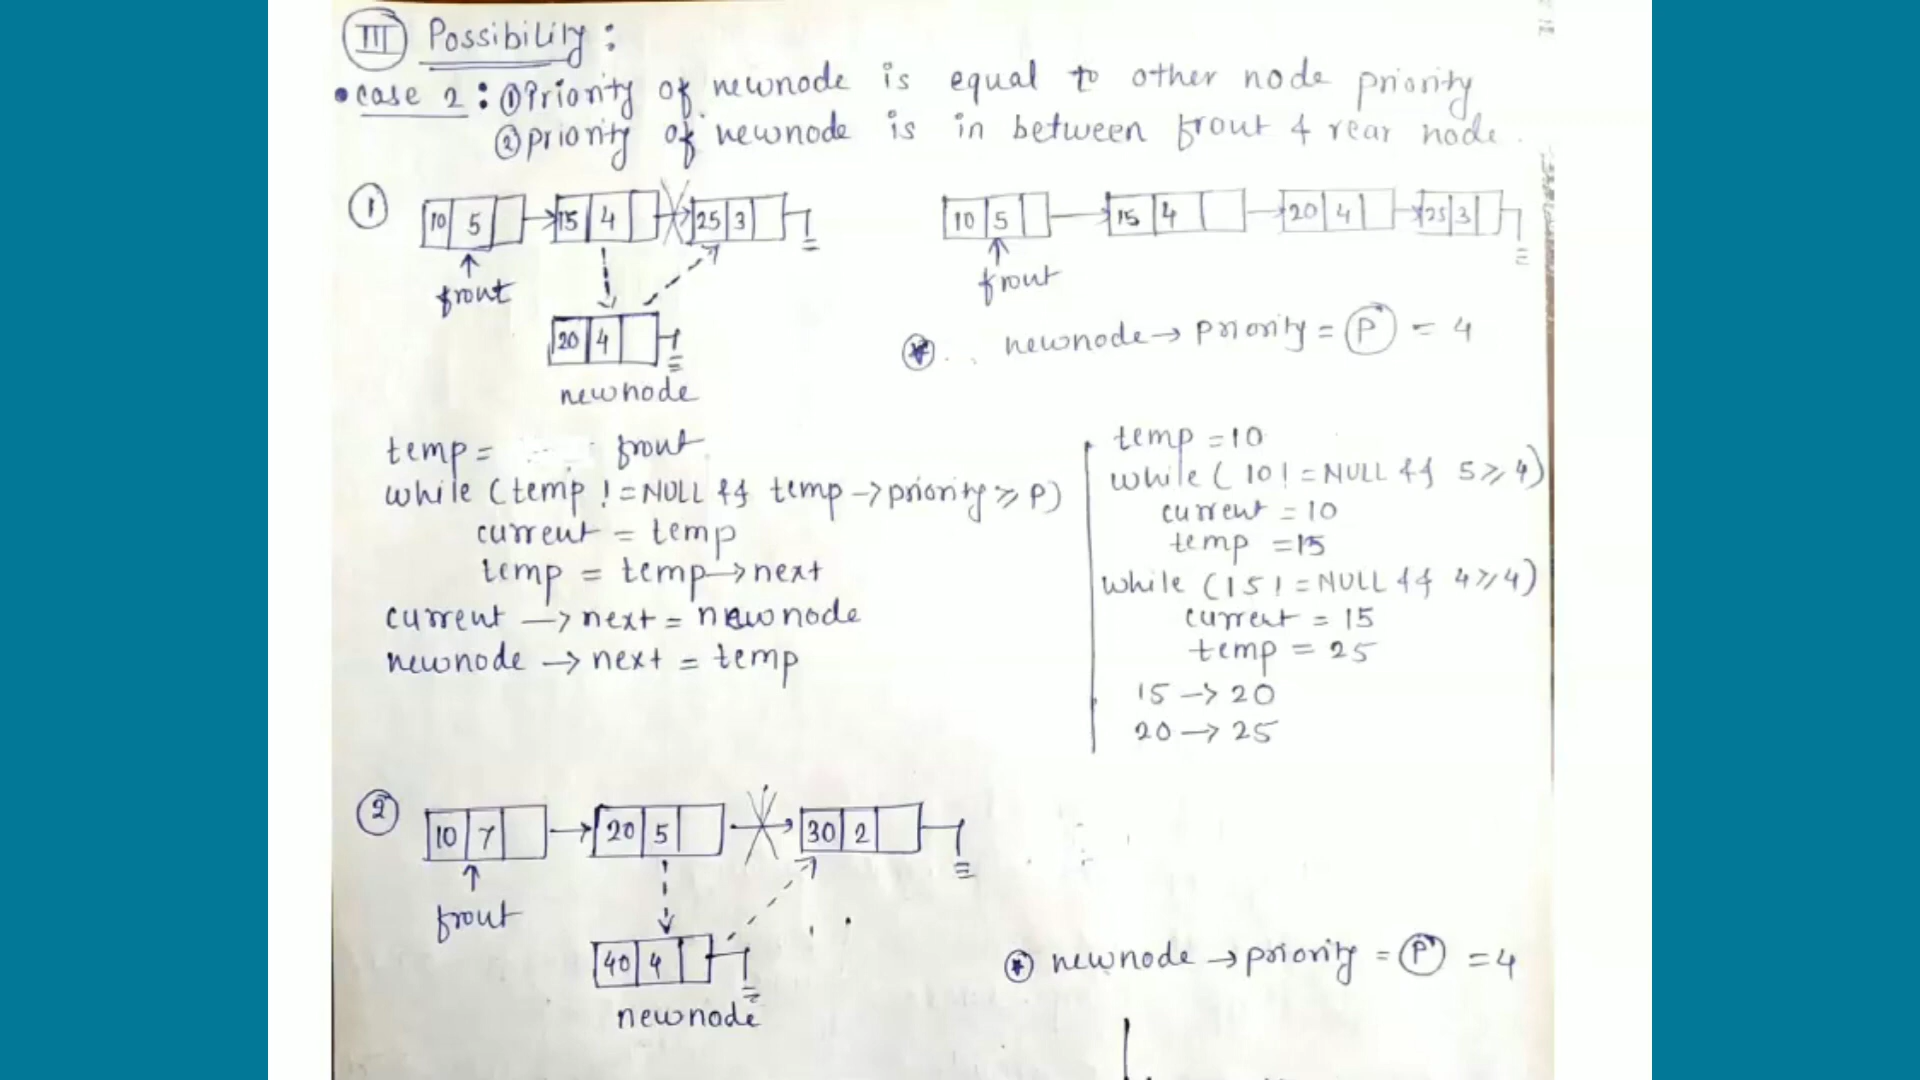 III Possibility:
• case 2: ① Priority of newnode is equal to other node priority
② priority of newnode is in between front & rear node.
①
10 5 → 15 4 → 25 3
front
20 4
newnode
10 5 → 15 4 → 20 4 → 25 3
front
newnode → priority = P = 4
temp = front
while (temp != NULL && temp → priority >= P)
current = temp
temp = temp → next
current → next = newnode
newnode → next = temp
temp = 10
while (10 != NULL && 5 >= 4)
current = 10
temp = 15
while (15 != NULL && 4 >= 4)
current = 15
temp = 25
15 → 20
20 → 25
②
10 7 → 20 5 → 30 2
front
40 4
newnode
newnode → priority = P = 4